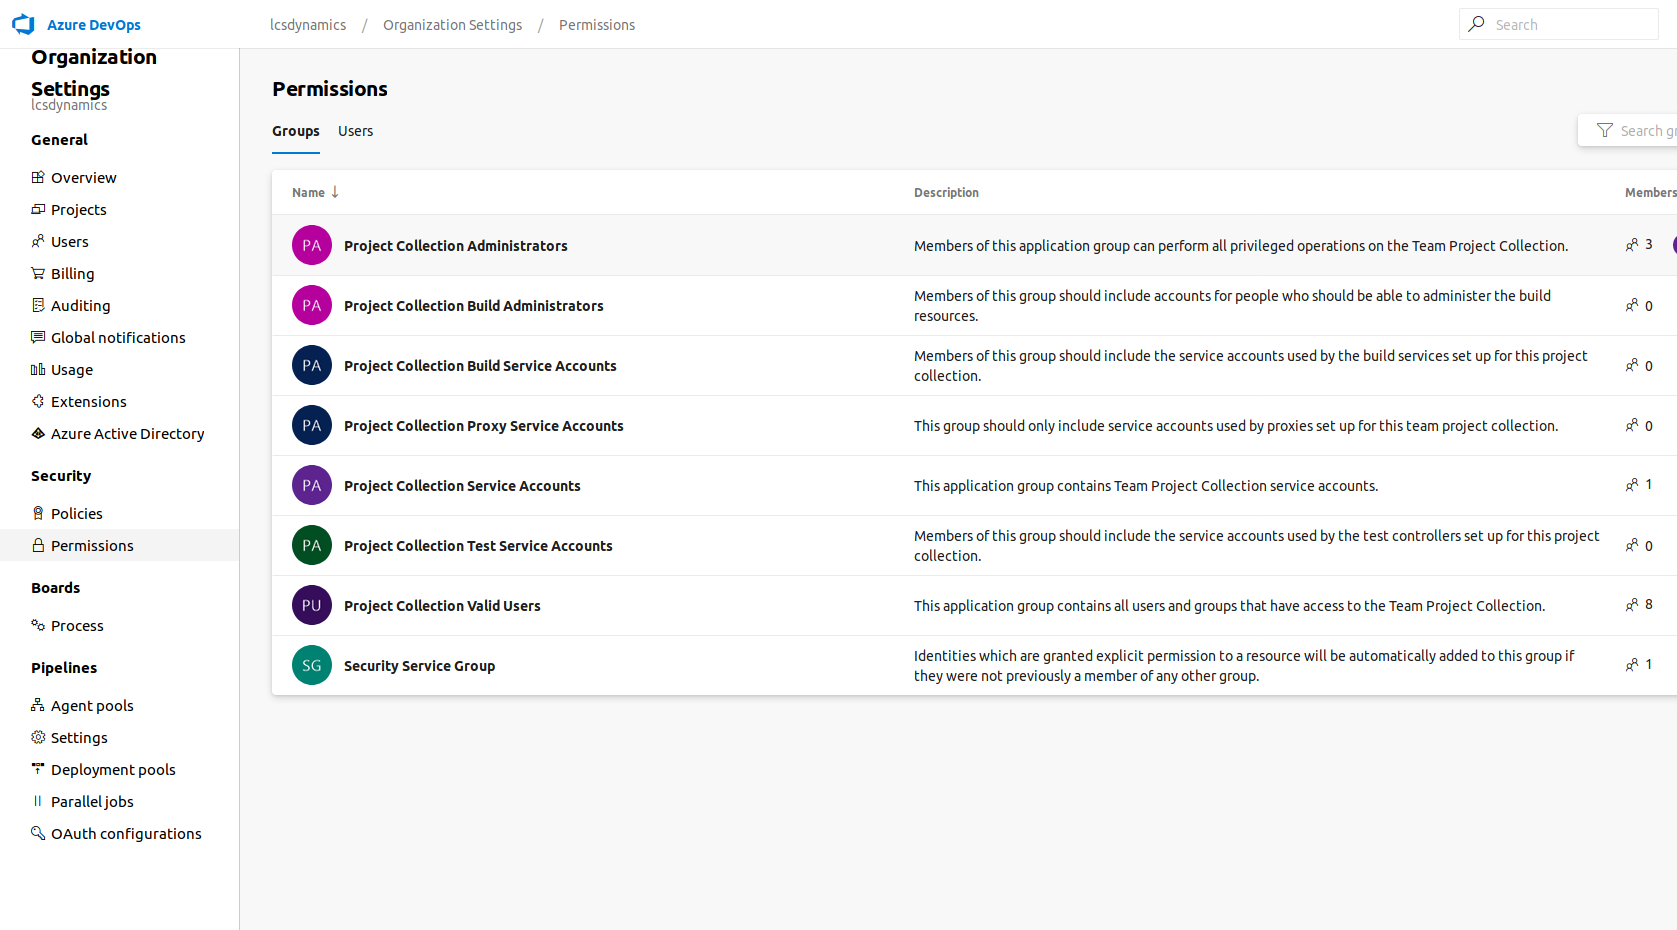 Azure DevOps
lcsdynamics / Organization Settings / Permissions
Search
Organization
Settings
lcsdynamics
General
Overview
Projects
Users
Billing
Auditing
Global notifications
Usage
Extensions
Azure Active Directory
Security
Policies
Permissions
Boards
Process
Pipelines
Agent pools
Settings
Deployment pools
Parallel jobs
OAuth configurations
Permissions
Groups Users
Search gr
Name ↓ Description Members
PA Project Collection Administrators Members of this application group can perform all privileged operations on the Team Project Collection. 3
PA Project Collection Build Administrators Members of this group should include accounts for people who should be able to administer the build
resources. 0
PA Project Collection Build Service Accounts Members of this group should include the service accounts used by the build services set up for this project
collection. 0
PA Project Collection Proxy Service Accounts This group should only include service accounts used by proxies set up for this team project collection. 0
PA Project Collection Service Accounts This application group contains Team Project Collection service accounts. 1
PA Project Collection Test Service Accounts Members of this group should include the service accounts used by the test controllers set up for this project
collection. 0
PU Project Collection Valid Users This application group contains all users and groups that have access to the Team Project Collection. 8
SG Security Service Group Identities which are granted explicit permission to a resource will be automatically added to this group if
they were not previously a member of any other group. 1